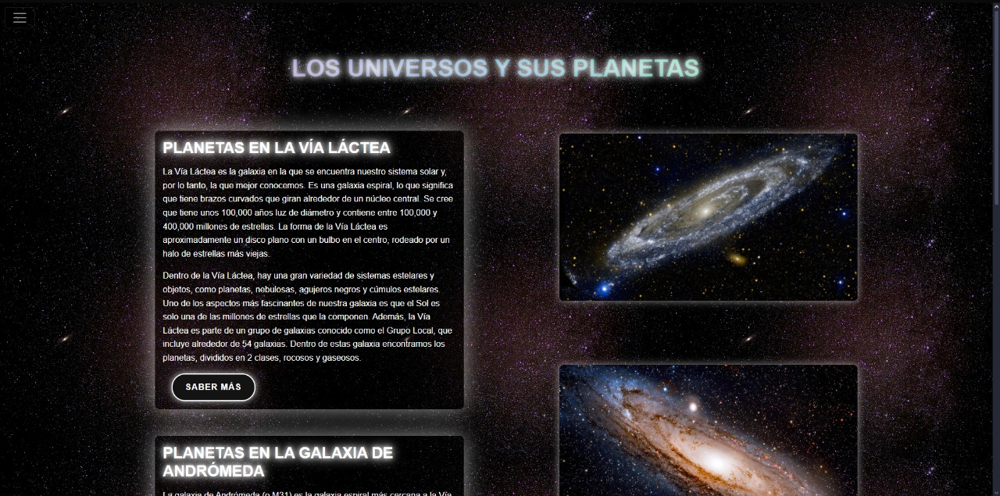 LOS UNIVERSOS Y SUS PLANETAS
PLANETAS EN LA VÍA LÁCTEA
La Vía Láctea es la galaxia en la que se encuentra nuestro sistema solar y,
por lo tanto, la que mejor conocemos. Es una galaxia espiral, lo que significa
que tiene brazos curvados que giran alrededor de un núcleo central. Se cree
que tiene unos 100,000 años luz de diámetro y contiene entre 100,000 y
400,000 millones de estrellas. La forma de la Vía Láctea es
aproximadamente un disco plano con un bulbo en el centro, rodeado por un
halo de estrellas más viejas.
Dentro de la Vía Láctea, hay una gran variedad de sistemas estelares y
objetos, como planetas, nebulosas, agujeros negros y cúmulos estelares.
Uno de los aspectos más fascinantes de nuestra galaxia es que el Sol es
solo una de las millones de estrellas que la componen. Además, la Vía
Láctea es parte de un grupo de galaxias conocido como el Grupo Local, que
incluye alrededor de 54 galaxias. Dentro de estas galaxia encontramos los
planetas, divididos en 2 clases, rocosos y gaseosos.
SABER MÁS
PLANETAS EN LA GALAXIA DE
ANDRÓMEDA
La galaxia de Andrómeda (o M31) es la galaxia espiral más cercana a la Vía